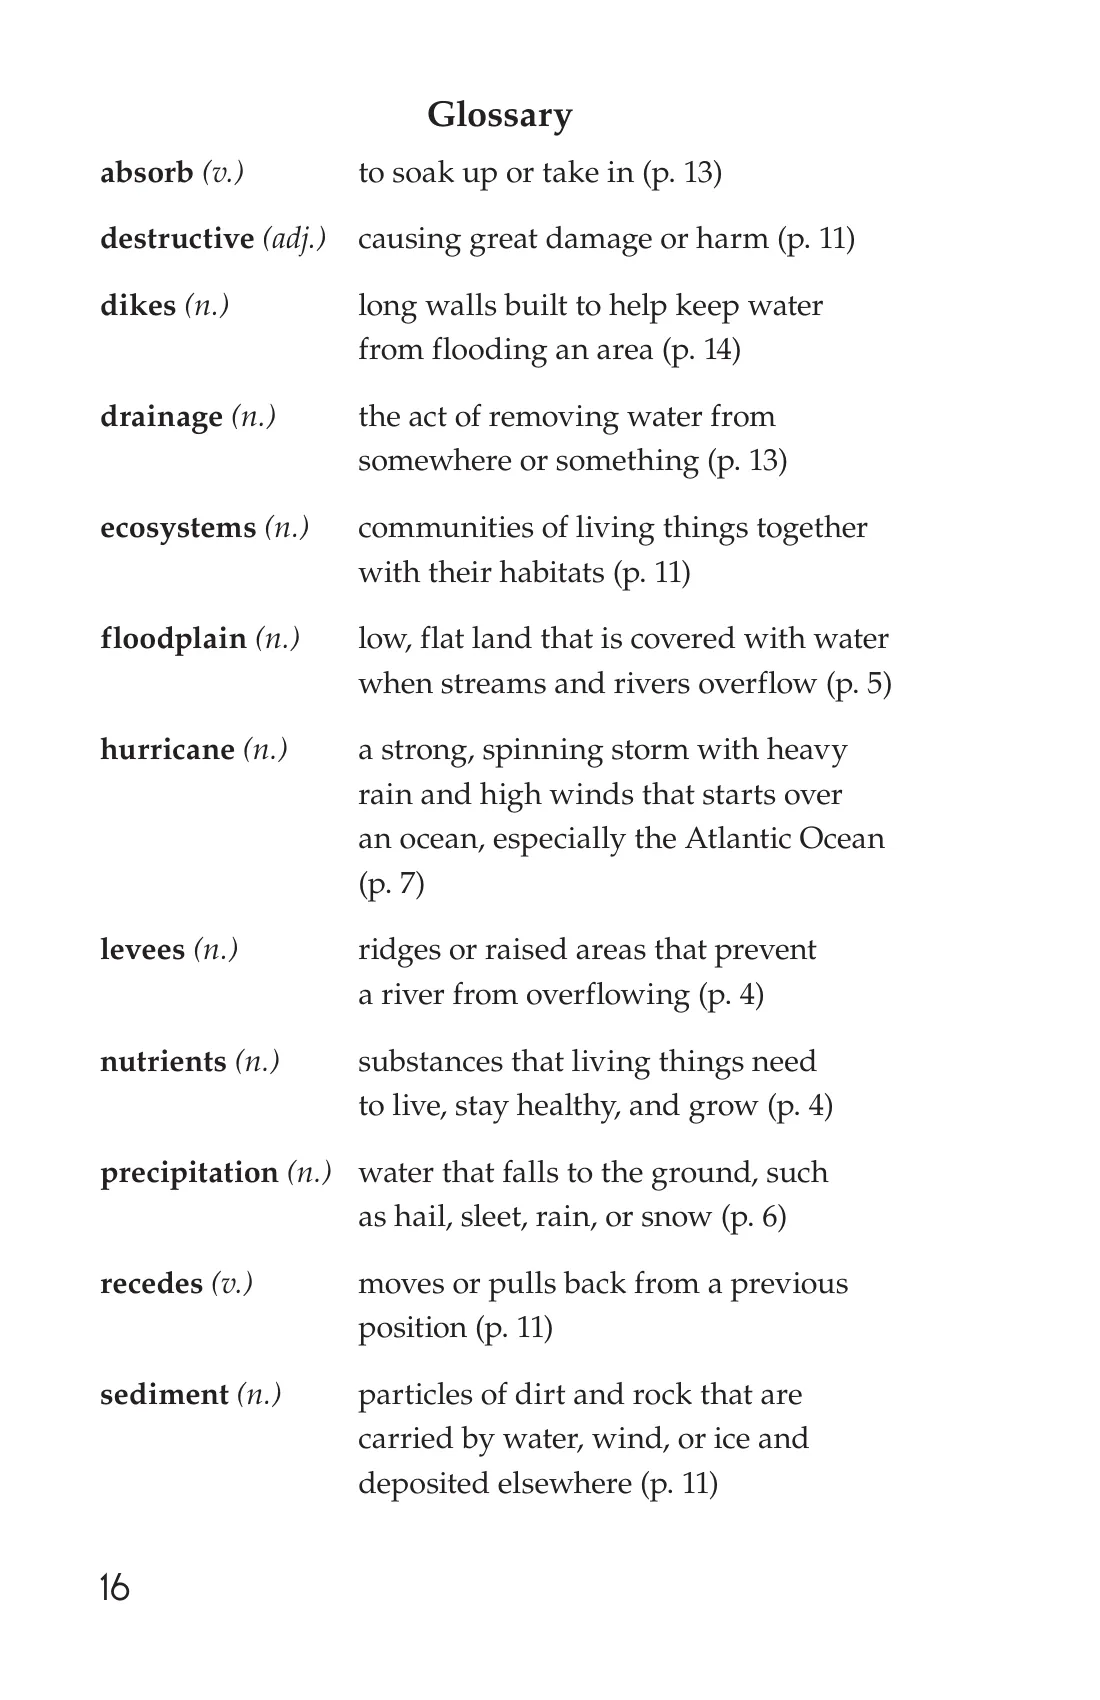 Glossary
absorb (v.) to soak up or take in (p. 13)
destructive (adj.) causing great damage or harm (p. 11)
dikes (n.) long walls built to help keep water
from flooding an area (p. 14)
drainage (n.) the act of removing water from
somewhere or something (p. 13)
ecosystems (n.) communities of living things together
with their habitats (p. 11)
floodplain (n.) low, flat land that is covered with water
when streams and rivers overflow (p. 5)
hurricane (n.) a strong, spinning storm with heavy
rain and high winds that starts over
an ocean, especially the Atlantic Ocean
(p. 7)
levees (n.) ridges or raised areas that prevent
a river from overflowing (p. 4)
nutrients (n.) substances that living things need
to live, stay healthy, and grow (p. 4)
precipitation (n.) water that falls to the ground, such
as hail, sleet, rain, or snow (p. 6)
recedes (v.) moves or pulls back from a previous
position (p. 11)
sediment (n.) particles of dirt and rock that are
carried by water, wind, or ice and
deposited elsewhere (p. 11)
16